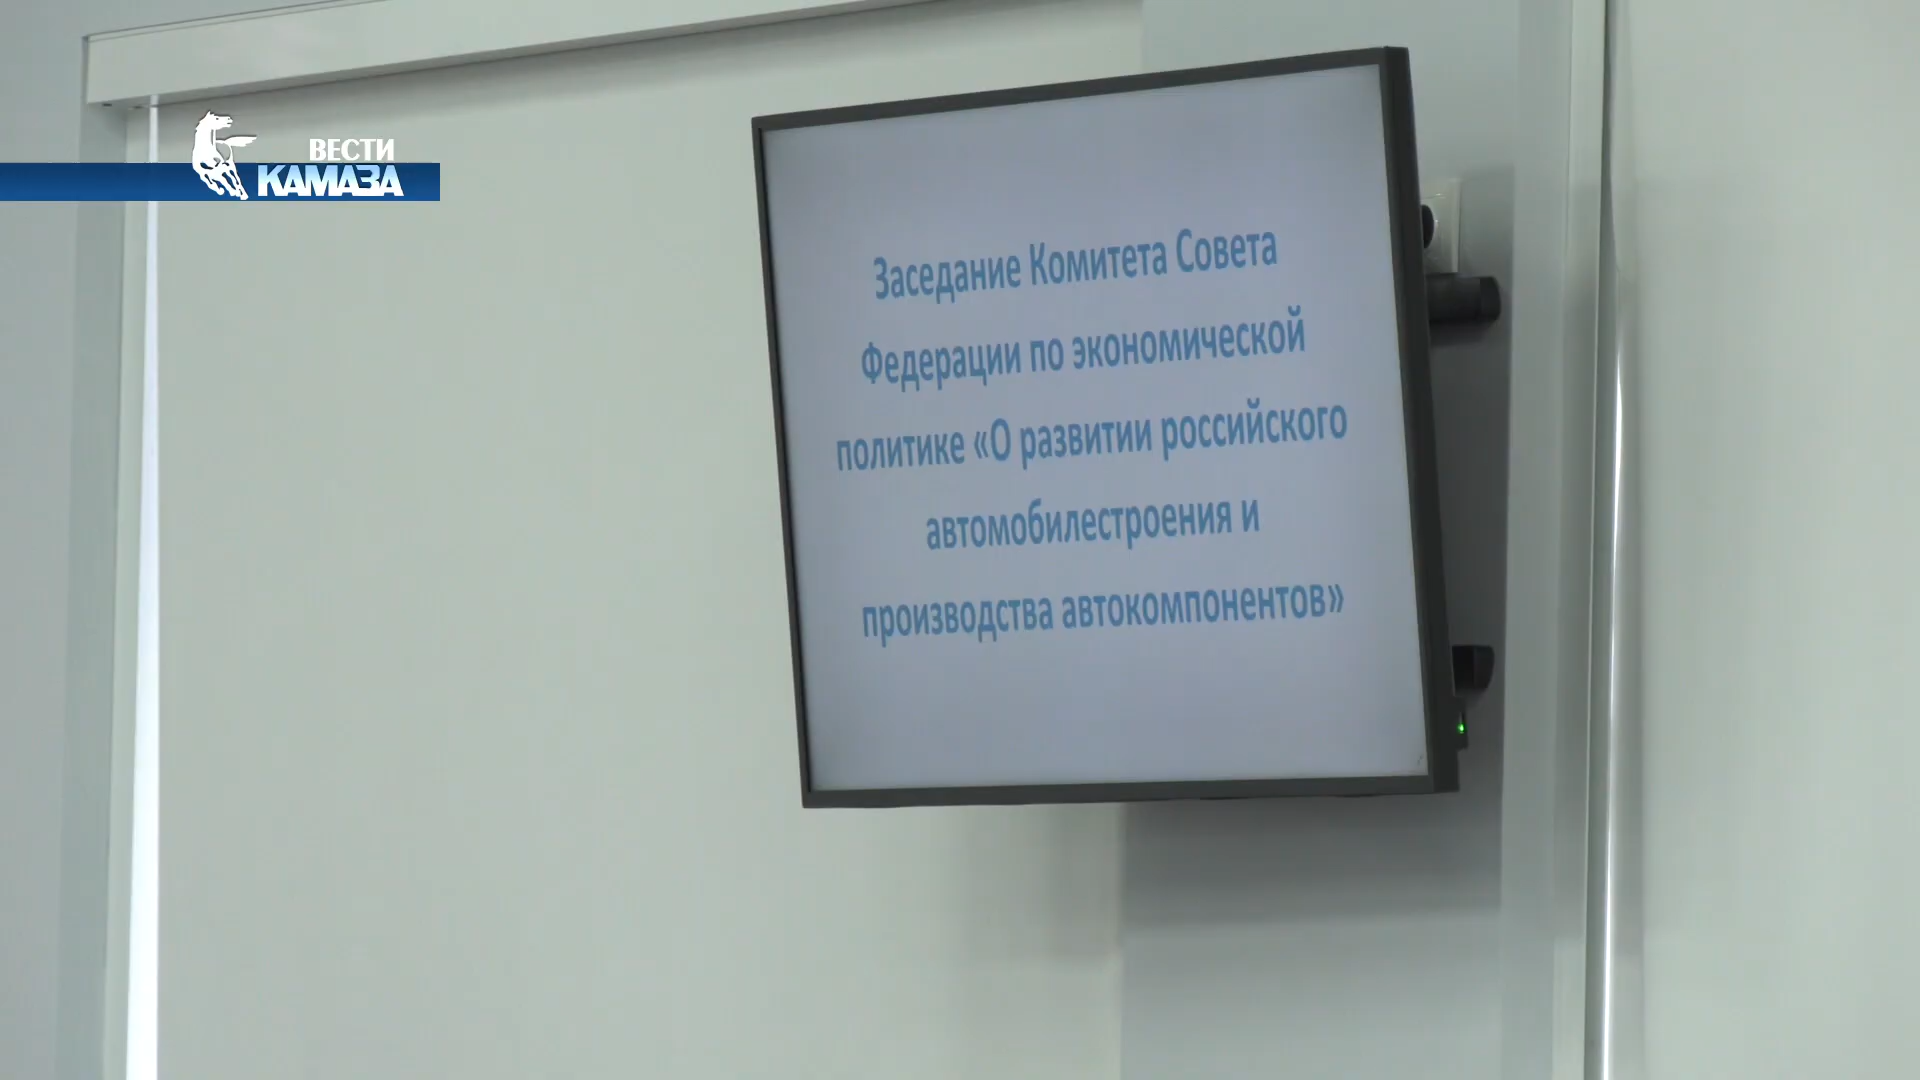 ВЕСТИ
КАМАЗА
Заседание Комитета Совета
Федерации по экономической
политике «О развитии российского
автомобилестроения и
производства автокомпонентов»